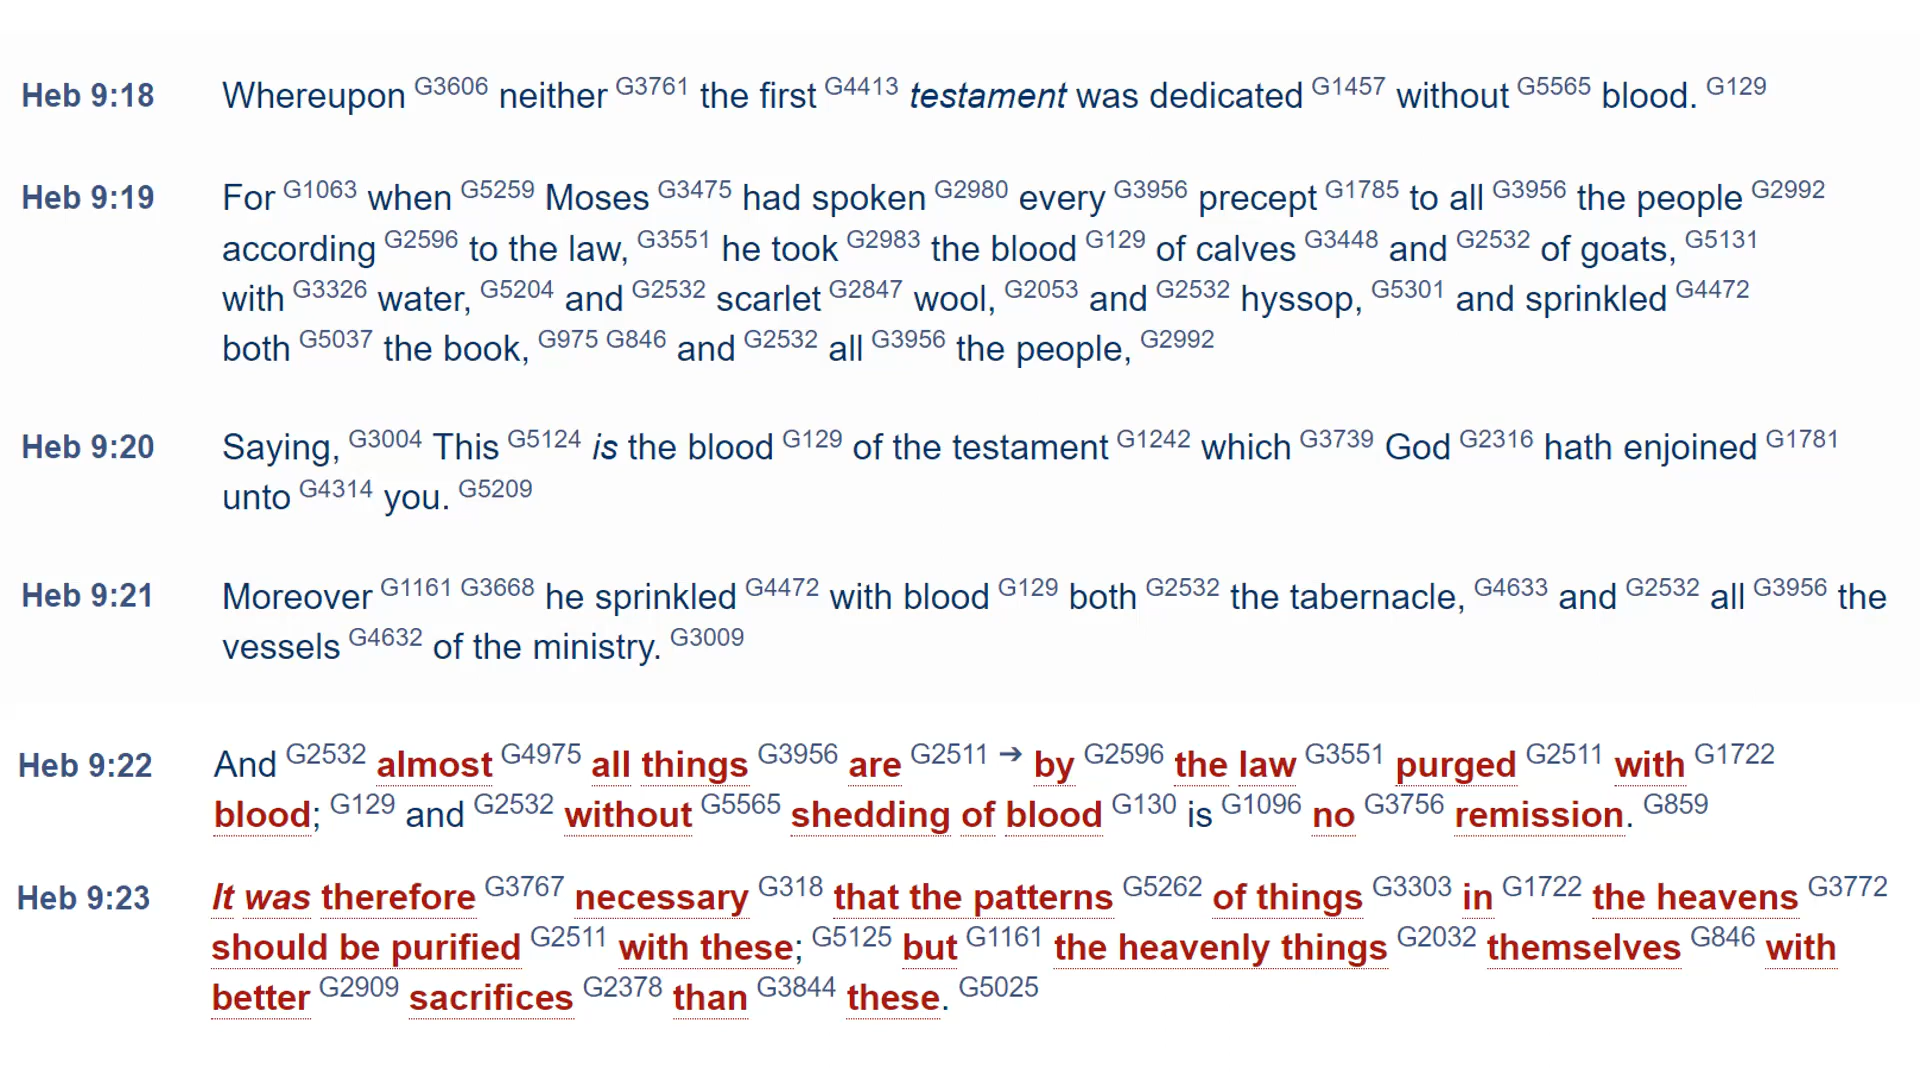 Heb 9:18 Whereupon G3606 neither G3761 the first G4413 testament was dedicated G1457 without G5565 blood. G129
Heb 9:19 For G1063 when G5259 Moses G3475 had spoken G2980 every G3956 precept G1785 to all G3956 the people G2992
according G2596 to the law, G3551 he took G2983 the blood G129 of calves G3448 and G2532 of goats, G5131
with G3326 water, G5204 and G2532 scarlet G2847 wool, G2053 and G2532 hyssop, G5301 and sprinkled G4472
both G5037 the book, G975 G846 and G2532 all G3956 the people, G2992
Heb 9:20 Saying, G3004 This G5124 is the blood G129 of the testament G1242 which G3739 God G2316 hath enjoined G1781
unto G4314 you. G5209
Heb 9:21 Moreover G1161 G3668 he sprinkled G4472 with blood G129 both G2532 the tabernacle, G4633 and G2532 all G3956 the
vessels G4632 of the ministry. G3009
Heb 9:22 And G2532 almost G4975 all things G3956 are G2511 → by G2596 the law G3551 purged G2511 with G1722
blood; G129 and G2532 without G5565 shedding of blood G130 is G1096 no G3756 remission. G859
Heb 9:23 It was therefore G3767 necessary G318 that the patterns G5262 of things G3303 in G1722 the heavens G3772
should be purified G2511 with these; G5125 but G1161 the heavenly things G2032 themselves G846 with
better G2909 sacrifices G2378 than G3844 these. G5025